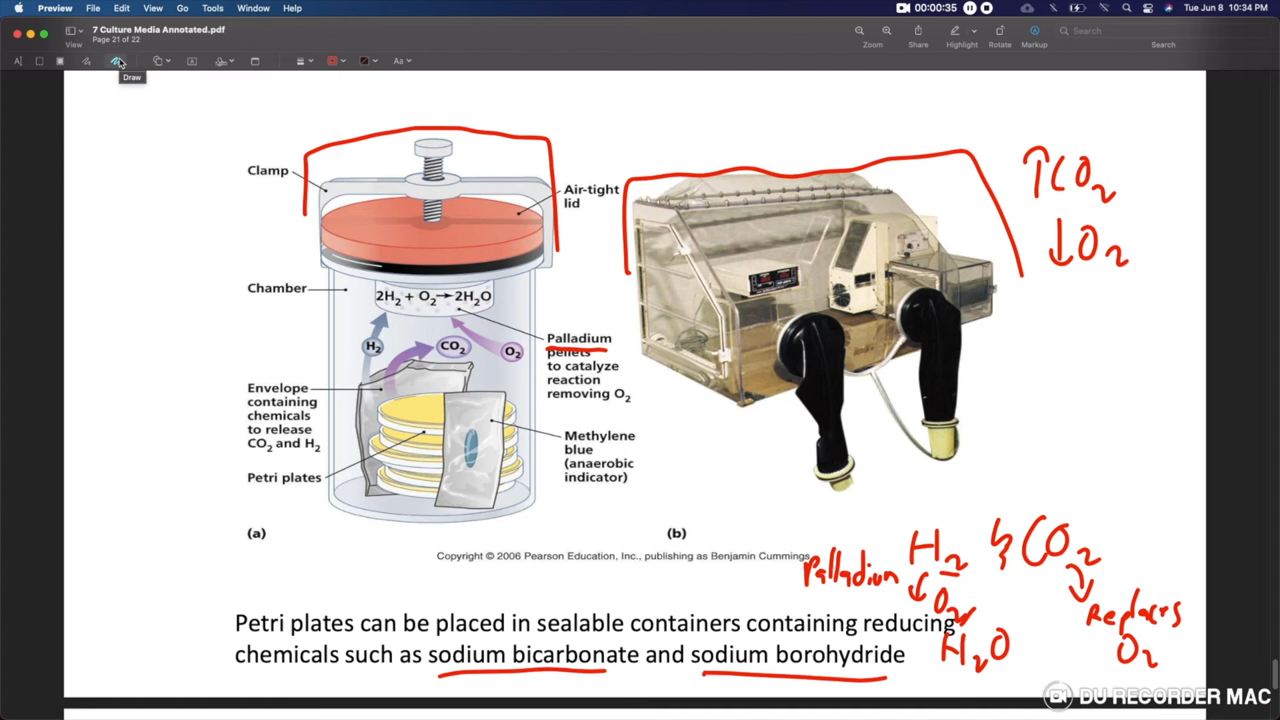 Preview File Edit View Go Tools Window Help
00:00:35
Tue Jun 8 10:34 PM
7 Culture Media Annotated.pdf
Page 21 of 22
View
Zoom
Share
Highlight
Rotate
Markup
Search
Search
Draw
Aa
Clamp
Air-tight
lid
Chamber
2H2 + O2→2H2O
Palladium
pellets
to catalyze
reaction
removing O2
H2
CO2
O2
Envelope
containing
chemicals
to release
CO2 and H2
Methylene
blue
(anaerobic
indicator)
Petri plates
(a)
(b)
↑CO2
↓O2
Copyright © 2006 Pearson Education, Inc., publishing as Benjamin Cummings.
Palladium
H2
CO2
O2
H2O
Replaces
O2
Petri plates can be placed in sealable containers containing reducing
chemicals such as sodium bicarbonate and sodium borohydride
DU RECORDER MAC